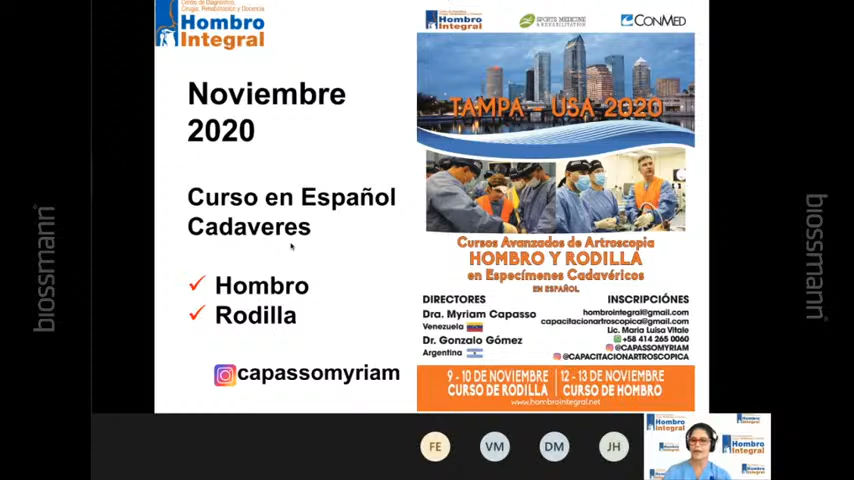 Centro de Diagnóstico,
Cirugía, Rehabilitación y Docencia
Hombro
Integral
Noviembre
2020
Curso en Español
Cadaveres
✓ Hombro
✓ Rodilla
capassomyriam
Hombro
Integral
SPORTS MEDICINE
& REHABILITATION
CONMED
TAMPA - USA 2020
Cursos Avanzados de Artroscopia
HOMBRO Y RODILLA
en Especímenes Cadavéricos
EN ESPAÑOL
DIRECTORES
Dra. Myriam Capasso
Venezuela
Dr. Gonzalo Gómez
Argentina
INSCRIPCIÓNES
hombrointegral@gmail.com
capacitacionartroscopica@gmail.com
Lic. Maria Luisa Vitale
+58 414 265 0060
@CAPASSOMYRIAM
@CAPACITACIONARTROSCOPICA
9 - 10 DE NOVIEMBRE
CURSO DE RODILLA
12 - 13 DE NOVIEMBRE
CURSO DE HOMBRO
www.hombrointegral.net
biossmann
biossmann
FE
VM
DM
JH
Hombro
Integral
Hombro
Integral